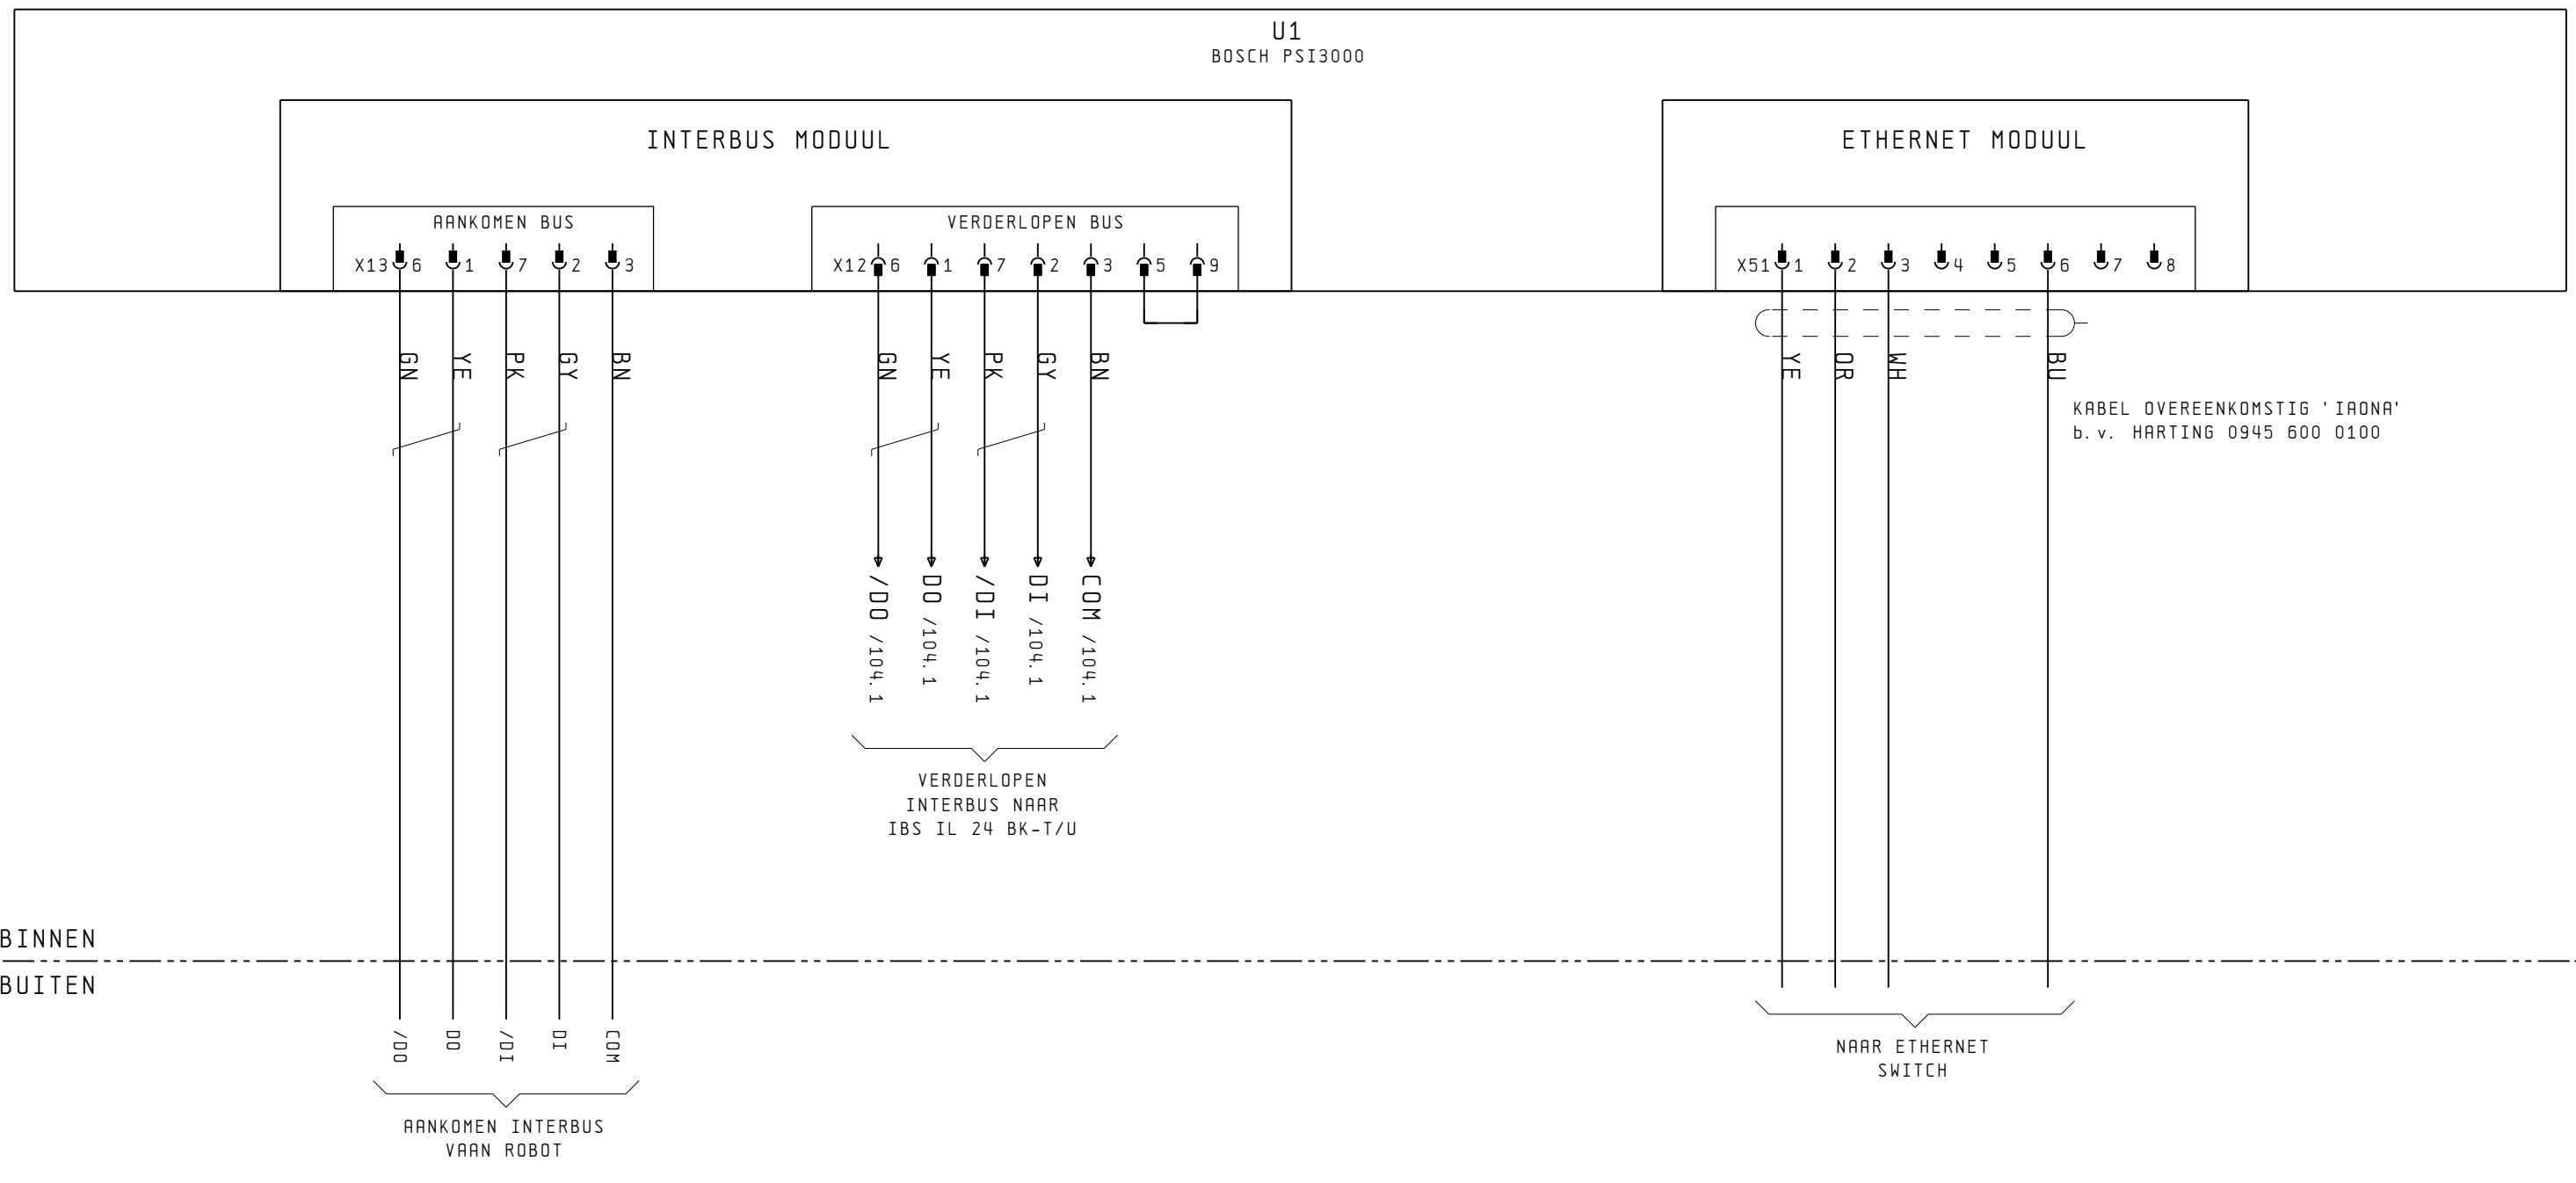 U1
BOSCH PSI3000
INTERBUS MODUUL
ETHERNET MODUUL
AANKOMEN BUS
VERDERLOPEN BUS
X13 6 1 7 2 3
X12 6 1 7 2 3 5 9
X51 1 2 3 4 5 6 7 8
GN YE PK GY BN
GN YE PK GY BN
YE OR WH BU
KABEL OVEREENKOMSTIG 'IAONA'
b.v. HARTING 0945 600 0100
/DO /104.1
DO /104.1
/DI /104.1
DI /104.1
COM /104.1
VERDERLOPEN
INTERBUS NAAR
IBS IL 24 BK-T/U
BINNEN
BUITEN
/DO
DO
/DI
DI
COM
AANKOMEN INTERBUS
VAAN ROBOT
NAAR ETHERNET
SWITCH